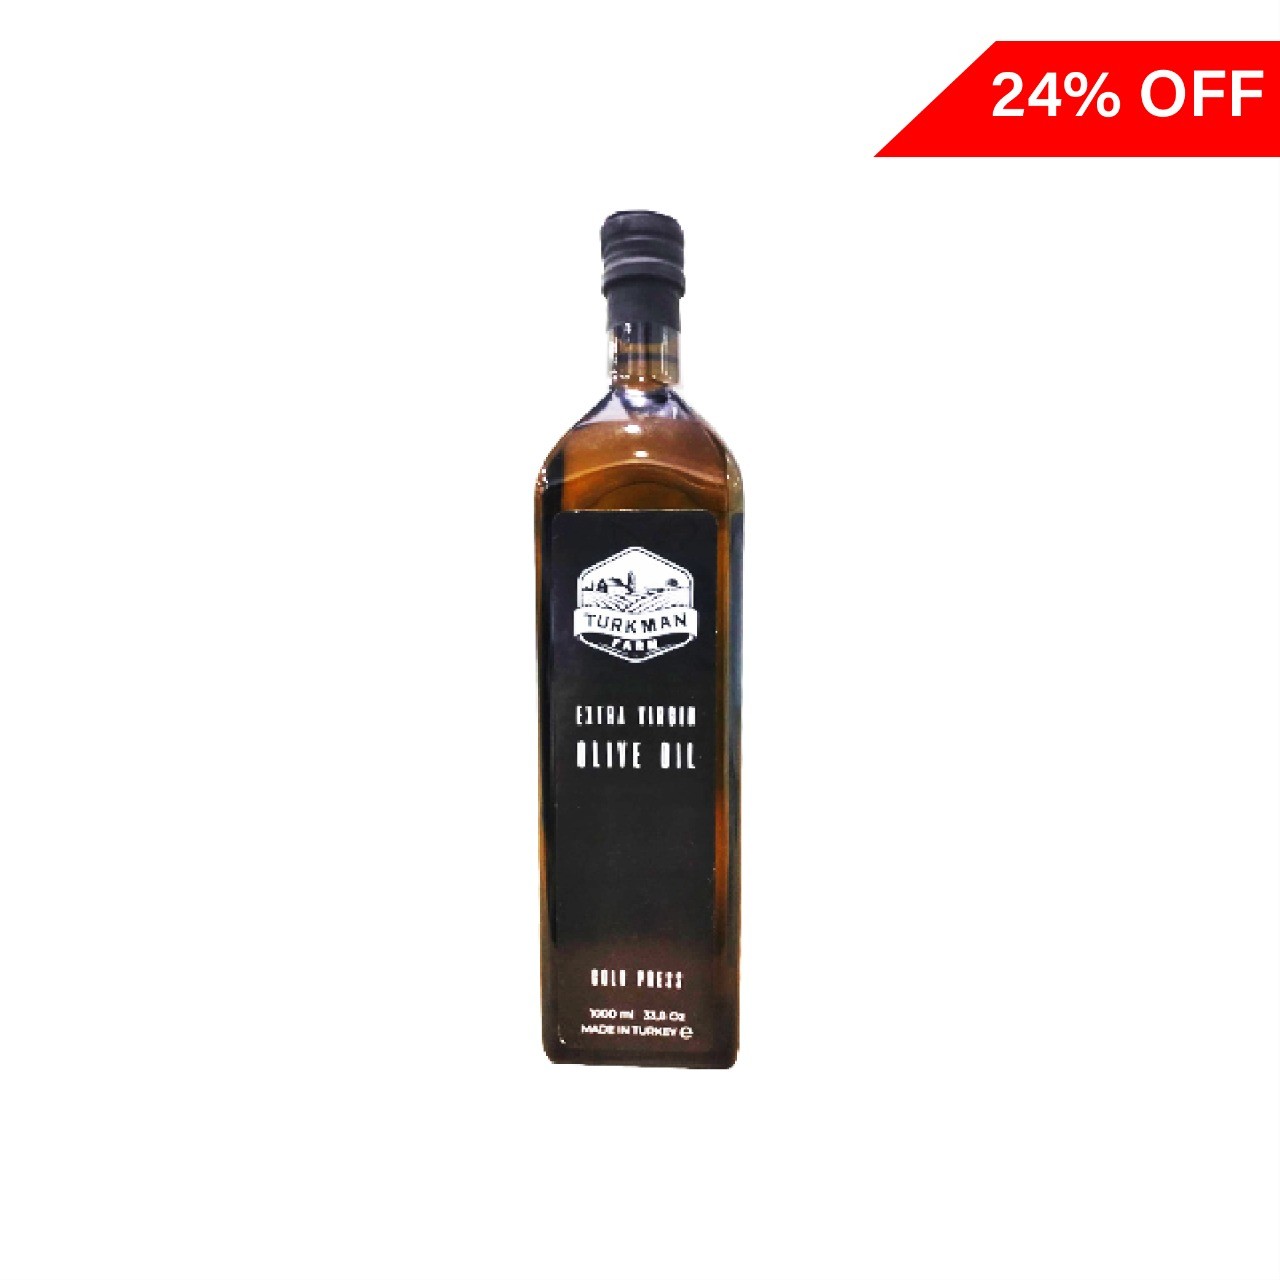 24% OFF
TURKMAN
FARM
EXTRA VIRGIN
OLIVE OIL
COLD PRESS
1000 ml 33,8 Oz
MADE IN TURKEY e